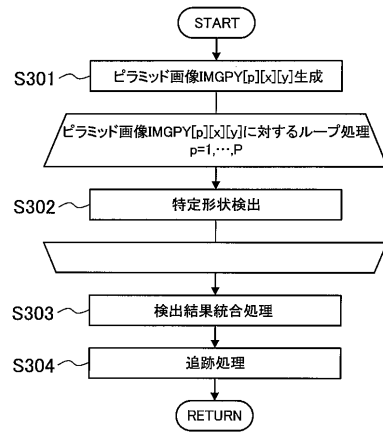 START
S301
ピラミッド画像IMGPY[p][x][y]生成
ピラミッド画像IMGPY[p][x][y]に対するループ処理
p=1,…,P
S302
特定形状検出
S303
検出結果統合処理
S304
追跡処理
RETURN